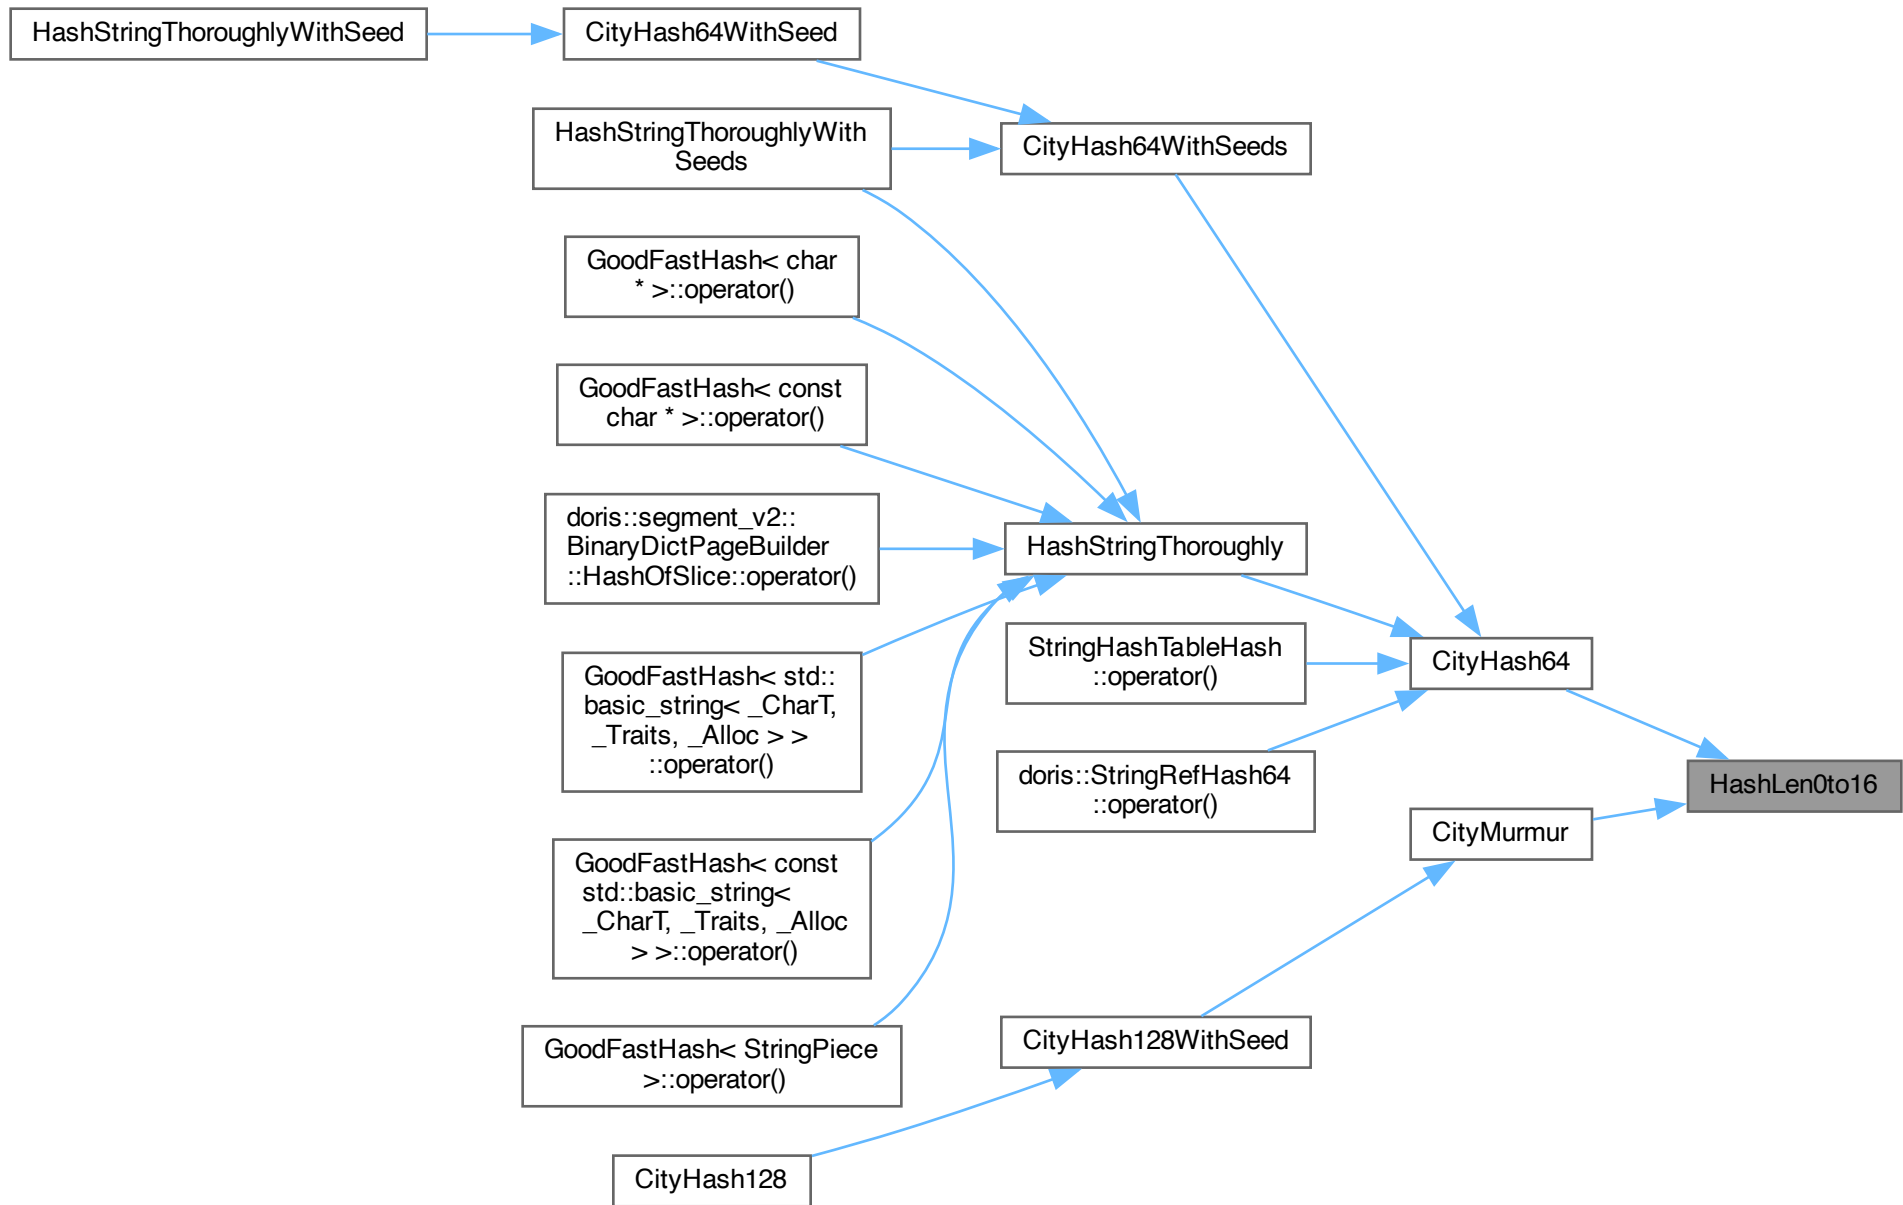 HashStringThoroughlyWithSeed
CityHash64WithSeed
HashStringThoroughlyWith
Seeds
CityHash64WithSeeds
GoodFastHash< char
* >::operator()
GoodFastHash< const
char * >::operator()
doris::segment_v2::
BinaryDictPageBuilder
::HashOfSlice::operator()
HashStringThoroughly
GoodFastHash< std::
basic_string< _CharT,
_Traits, _Alloc > >
::operator()
StringHashTableHash
::operator()
CityHash64
doris::StringRefHash64
::operator()
HashLen0to16
CityMurmur
GoodFastHash< const
std::basic_string<
_CharT, _Traits, _Alloc
> >::operator()
GoodFastHash< StringPiece
>::operator()
CityHash128WithSeed
CityHash128